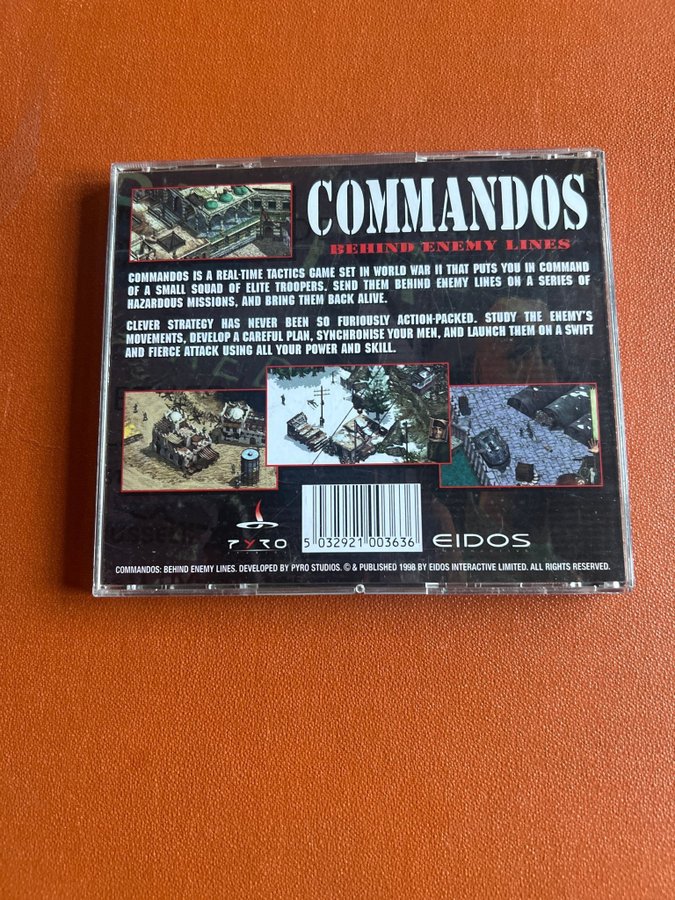 COMMANDOS
BEHIND ENEMY LINES
COMMANDOS IS A REAL-TIME TACTICS GAME SET IN WORLD WAR II THAT PUTS YOU IN COMMAND
OF A SMALL SQUAD OF ELITE TROOPERS. SEND THEM BEHIND ENEMY LINES ON A SERIES OF
HAZARDOUS MISSIONS, AND BRING THEM BACK ALIVE.
CLEVER STRATEGY HAS NEVER BEEN SO FURIOUSLY ACTION-PACKED. STUDY THE ENEMY'S
MOVEMENTS, DEVELOP A CAREFUL PLAN, SYNCHRONISE YOUR MEN, AND LAUNCH THEM ON A SWIFT
AND FIERCE ATTACK USING ALL YOUR POWER AND SKILL.
PYRO
5 032921 003636
EIDOS
COMMANDOS: BEHIND ENEMY LINES. DEVELOPED BY PYRO STUDIOS. © & PUBLISHED 1998 BY EIDOS INTERACTIVE LIMITED. ALL RIGHTS RESERVED.